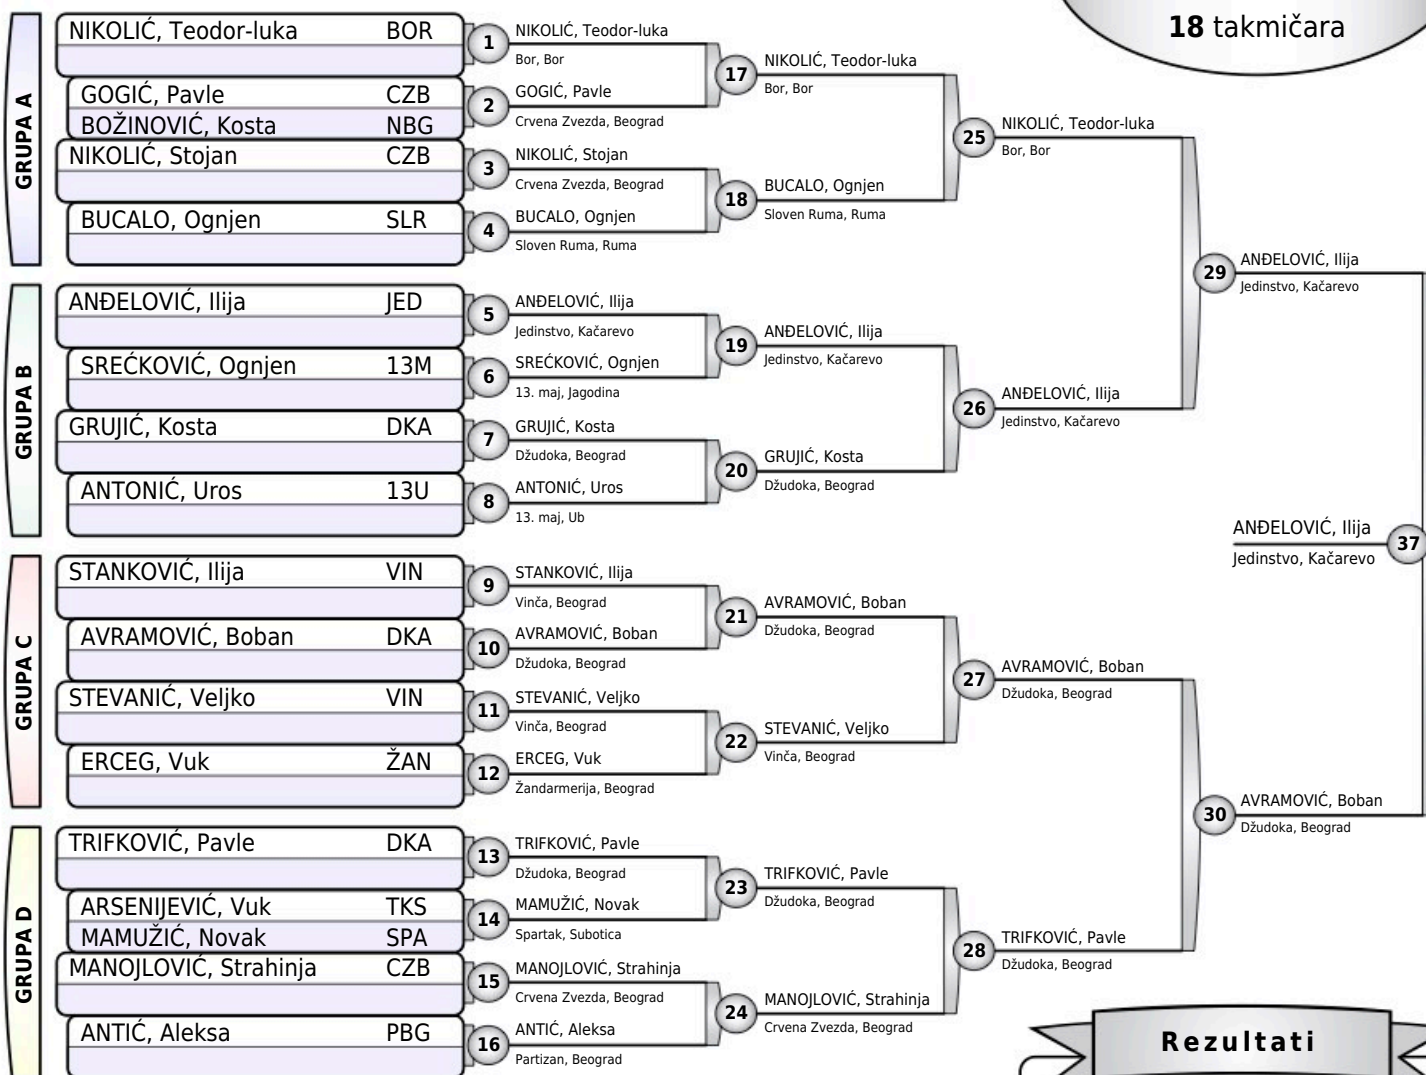 18 takmičara
GRUPA A
NIKOLIĆ, Teodor-luka BOR
GOGIĆ, Pavle CZB
BOŽINOVIĆ, Kosta NBG
NIKOLIĆ, Stojan CZB
BUCALO, Ognjen SLR
GRUPA B
ANĐELOVIĆ, Ilija JED
SREĆKOVIĆ, Ognjen 13M
GRUJIĆ, Kosta DKA
ANTONIĆ, Uros 13U
GRUPA C
STANKOVIĆ, Ilija VIN
AVRAMOVIĆ, Boban DKA
STEVANIĆ, Veljko VIN
ERCEG, Vuk ŽAN
GRUPA D
TRIFKOVIĆ, Pavle DKA
ARSENIJEVIĆ, Vuk TKS
MAMUŽIĆ, Novak SPA
MANOJLOVIĆ, Strahinja CZB
ANTIĆ, Aleksa PBG
1 NIKOLIĆ, Teodor-luka
Bor, Bor
2 GOGIĆ, Pavle
Crvena Zvezda, Beograd
3 NIKOLIĆ, Stojan
Crvena Zvezda, Beograd
4 BUCALO, Ognjen
Sloven Ruma, Ruma
5 ANĐELOVIĆ, Ilija
Jedinstvo, Kačarevo
6 SREĆKOVIĆ, Ognjen
13. maj, Jagodina
7 GRUJIĆ, Kosta
Džudoka, Beograd
8 ANTONIĆ, Uros
13. maj, Ub
9 STANKOVIĆ, Ilija
Vinča, Beograd
10 AVRAMOVIĆ, Boban
Džudoka, Beograd
11 STEVANIĆ, Veljko
Vinča, Beograd
12 ERCEG, Vuk
Žandarmerija, Beograd
13 TRIFKOVIĆ, Pavle
Džudoka, Beograd
14 MAMUŽIĆ, Novak
Spartak, Subotica
15 MANOJLOVIĆ, Strahinja
Crvena Zvezda, Beograd
16 ANTIĆ, Aleksa
Partizan, Beograd
17 NIKOLIĆ, Teodor-luka
Bor, Bor
18 BUCALO, Ognjen
Sloven Ruma, Ruma
19 ANĐELOVIĆ, Ilija
Jedinstvo, Kačarevo
20 GRUJIĆ, Kosta
Džudoka, Beograd
21 AVRAMOVIĆ, Boban
Džudoka, Beograd
22 STEVANIĆ, Veljko
Vinča, Beograd
23 TRIFKOVIĆ, Pavle
Džudoka, Beograd
24 MANOJLOVIĆ, Strahinja
Crvena Zvezda, Beograd
25 NIKOLIĆ, Teodor-luka
Bor, Bor
26 ANĐELOVIĆ, Ilija
Jedinstvo, Kačarevo
27 AVRAMOVIĆ, Boban
Džudoka, Beograd
28 TRIFKOVIĆ, Pavle
Džudoka, Beograd
29 ANĐELOVIĆ, Ilija
Jedinstvo, Kačarevo
30 AVRAMOVIĆ, Boban
Džudoka, Beograd
ANĐELOVIĆ, Ilija 37
Jedinstvo, Kačarevo
Rezultati